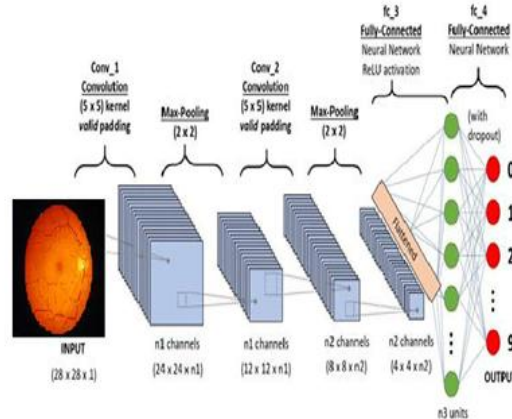 fc_3
Fully-Connected
Neural Network
ReLU activation
fc_4
Fully-Connected
Neural Network
Conv_1
Convolution
(5 x 5) kernel
valid padding
Max-Pooling
(2 x 2)
Conv_2
Convolution
(5 x 5) kernel
valid padding
Max-Pooling
(2 x 2)
(with
dropout)
Flattened
0
1
2
9
INPUT
(28 x 28 x 1)
n1 channels
(24 x 24 x n1)
n1 channels
(12 x 12 x n1)
n2 channels
(8 x 8 x n2)
n2 channels
(4 x 4 x n2)
OUTPUT
n3 units